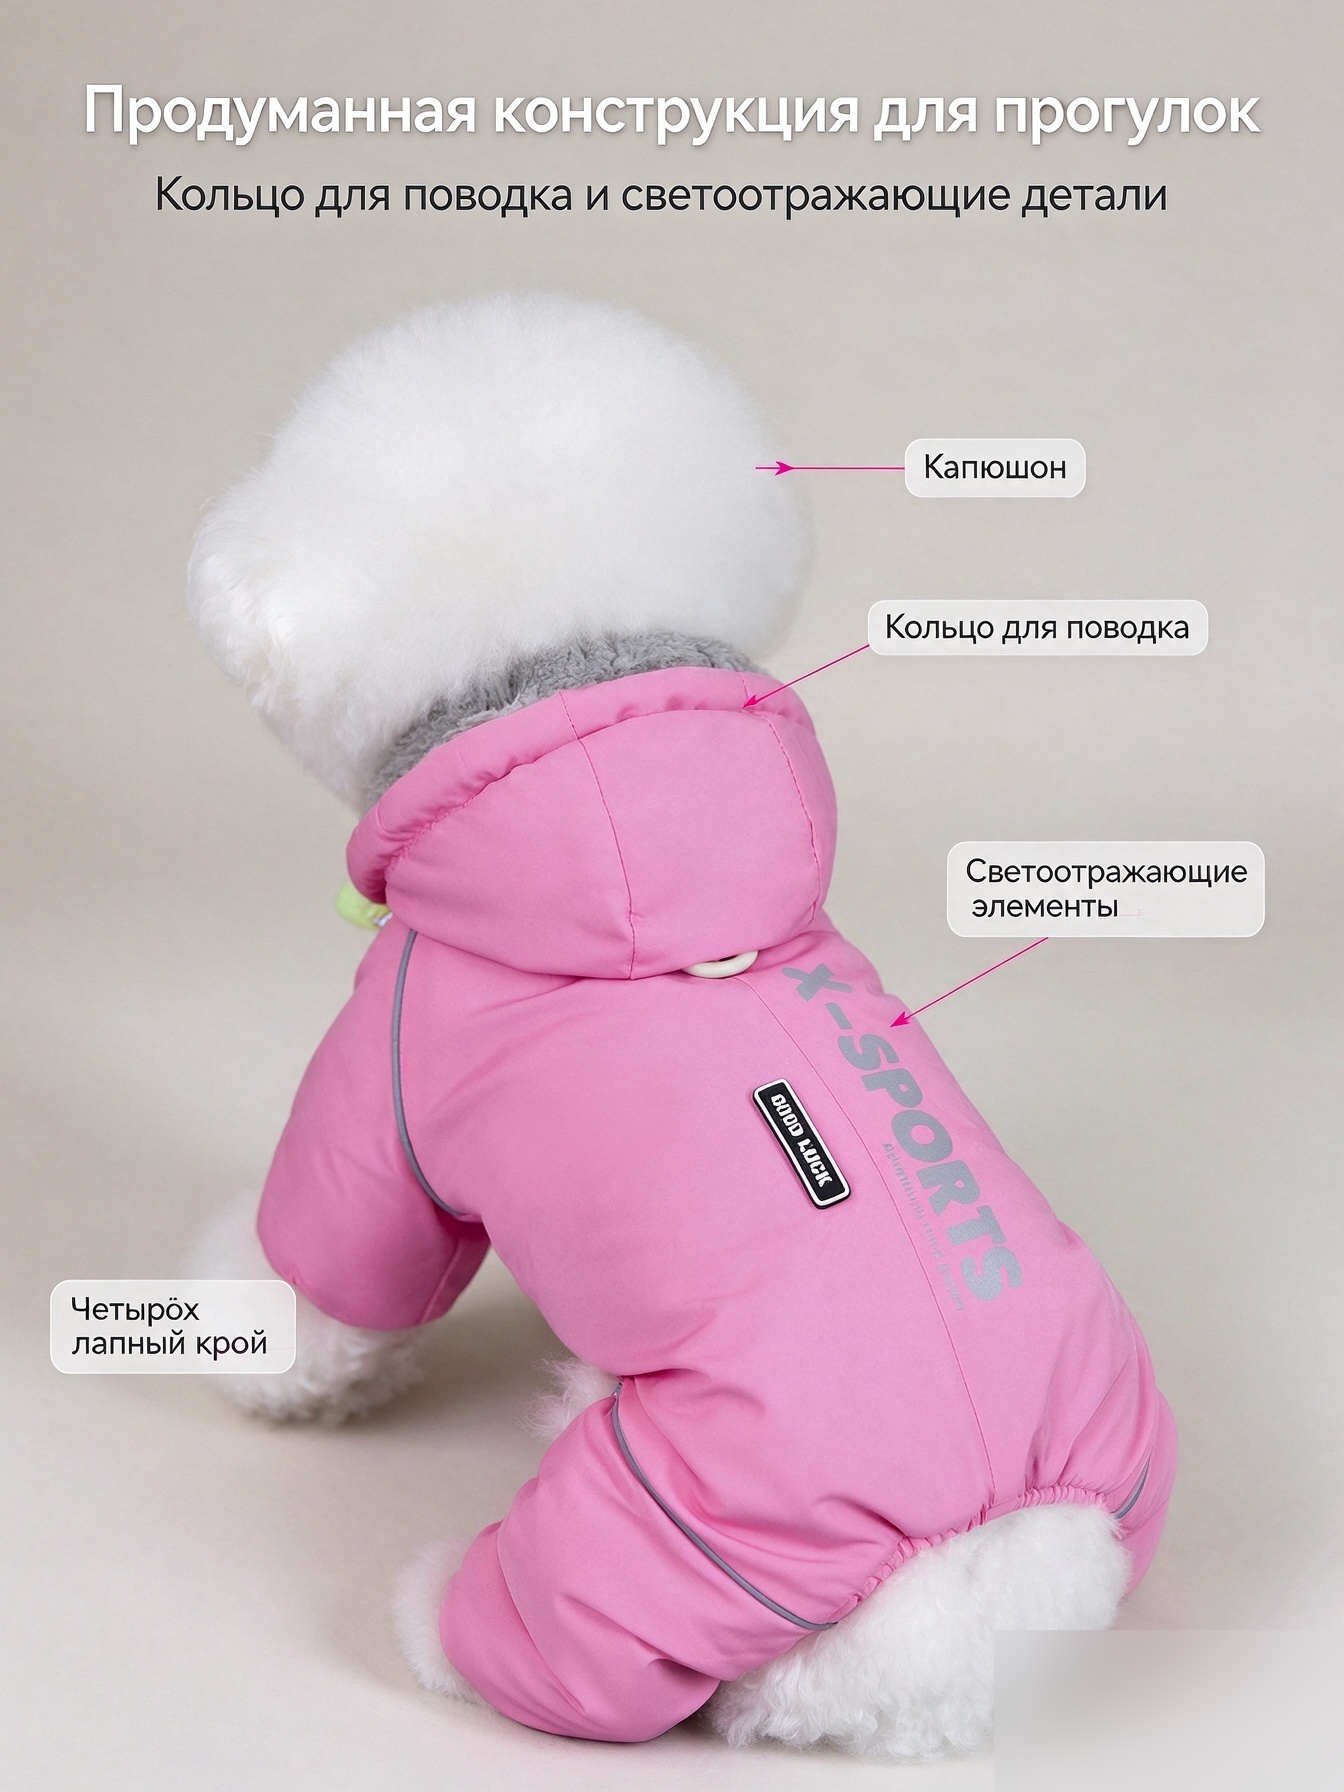 Продуманная конструкция для прогулок
Кольцо для поводка и светоотражающие детали
Капюшон
Кольцо для поводка
Светоотражающие
элементы
X-SPORTS
GOOD LUCK
Четырӧх
лапный крой